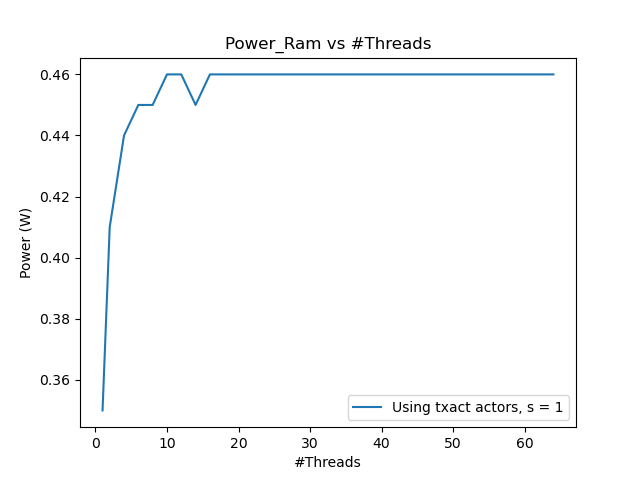 Power_Ram vs #Threads
0.46
0.44
0.42
0.40
0.38
0.36
Power (W)
Using txact actors, s = 1
0 10 20 30 40 50 60
#Threads